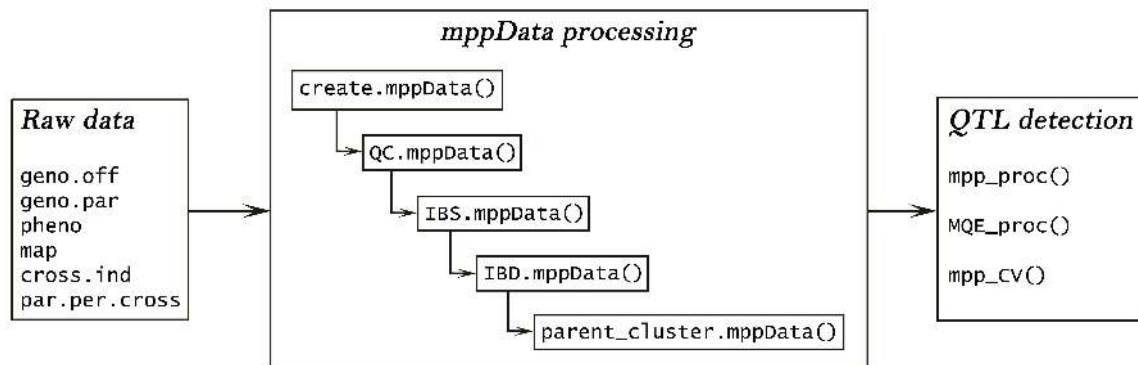 Raw data
geno.off
geno.par
pheno
map
cross.ind
par.per.cross
mppData processing
create.mppData()
QC.mppData()
IBS.mppData()
IBD.mppData()
parent_cluster.mppData()
QTL detection
mpp_proc()
MQE_proc()
mpp_CV()